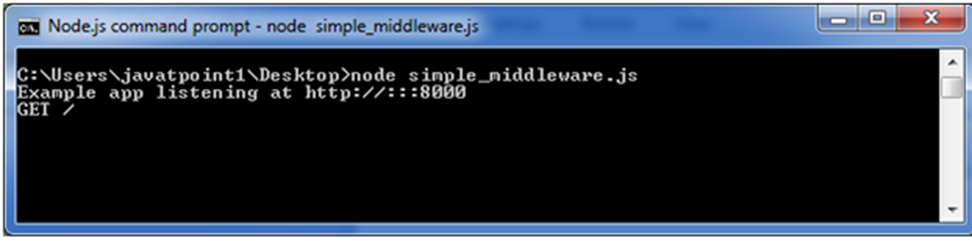 Node.js command prompt - node  simple_middleware.js
C:\Users\javatpoint1\Desktop>node simple_middleware.js
Example app listening at http://:::8000
GET /